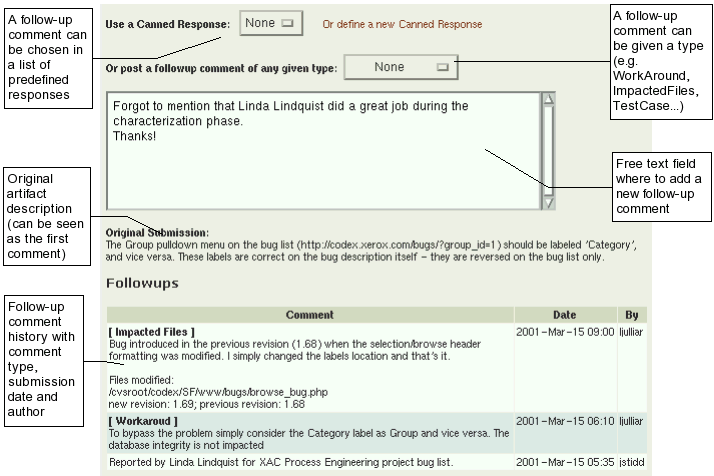 A follow-up
comment can
be chosen in
a list of
predefined
responses
Use a Canned Response:
None
Or define a new Canned Response
A follow-up
comment can
be given a type
(e.g.
WorkAround,
ImpactedFiles,
TestCase...)
Or post a followup comment of any given type:
None
Forgot to mention that Linda Lindquist did a great job during the
characterization phase.
Thanks!
Free text field
where to add a
new follow-up
comment
Original
artifact
description
(can be seen
as the first
comment)
Original Submission:
The Group pulldown menu on the bug list (http://codex.xerox.com/bugs/?group_id=1) should be labeled 'Category',
and vice versa. These labels are correct on the bug description itself - they are reversed on the bug list only.
Followups
Follow-up
comment
history with
comment
type,
submission
date and
author
Comment Date By
[ Impacted Files ] 2001-Mar-15 09:00 ljulliar
Bug introduced in the previous revision (1.68) when the selection/browse header
formatting was modified. I simply changed the labels location and that's it.
Files modified:
/cvsroot/codex/SF/www/bugs/browse_bug.php
new revision: 1.69; previous revision: 1.68
[ Workaroud ] 2001-Mar-15 06:10 ljulliar
To bypass the problem simply consider the Category label as Group and vice versa. The
database integrity is not impacted
Reported by Linda Lindquist for XAC Process Engineering project bug list. 2001-Mar-15 05:35 jstidd